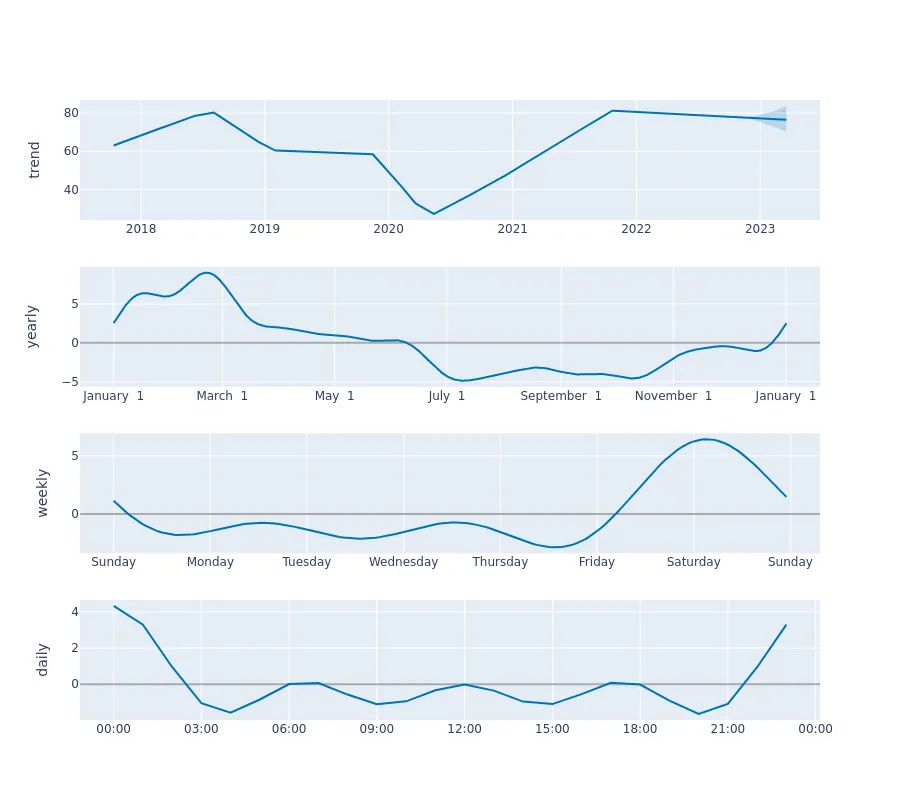 trend
80
60
40
2018 2019 2020 2021 2022 2023
yearly
5
0
−5
January 1 March 1 May 1 July 1 September 1 November 1 January 1
weekly
5
0
Sunday Monday Tuesday Wednesday Thursday Friday Saturday Sunday
daily
4
2
0
00:00 03:00 06:00 09:00 12:00 15:00 18:00 21:00 00:00